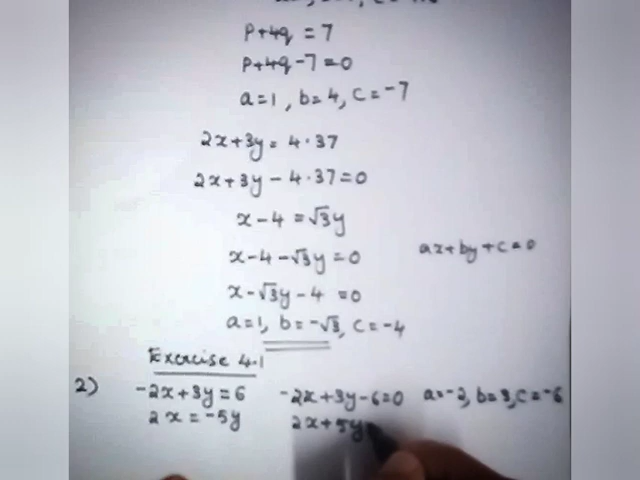 p+4q = 7
p+4q-7=0
a=1, b=4, c=-7
2x+3y = 4.37
2x+3y - 4.37=0
x-4 = √3y
x-4-√3y = 0
ax+by+c=0
x-√3y-4 = 0
a=1, b=-√3, c=-4
Exercise 4.1
2) -2x+3y=6 -2x+3y-6=0 a=-2, b=3, c=-6
2x = -5y 2x+5y